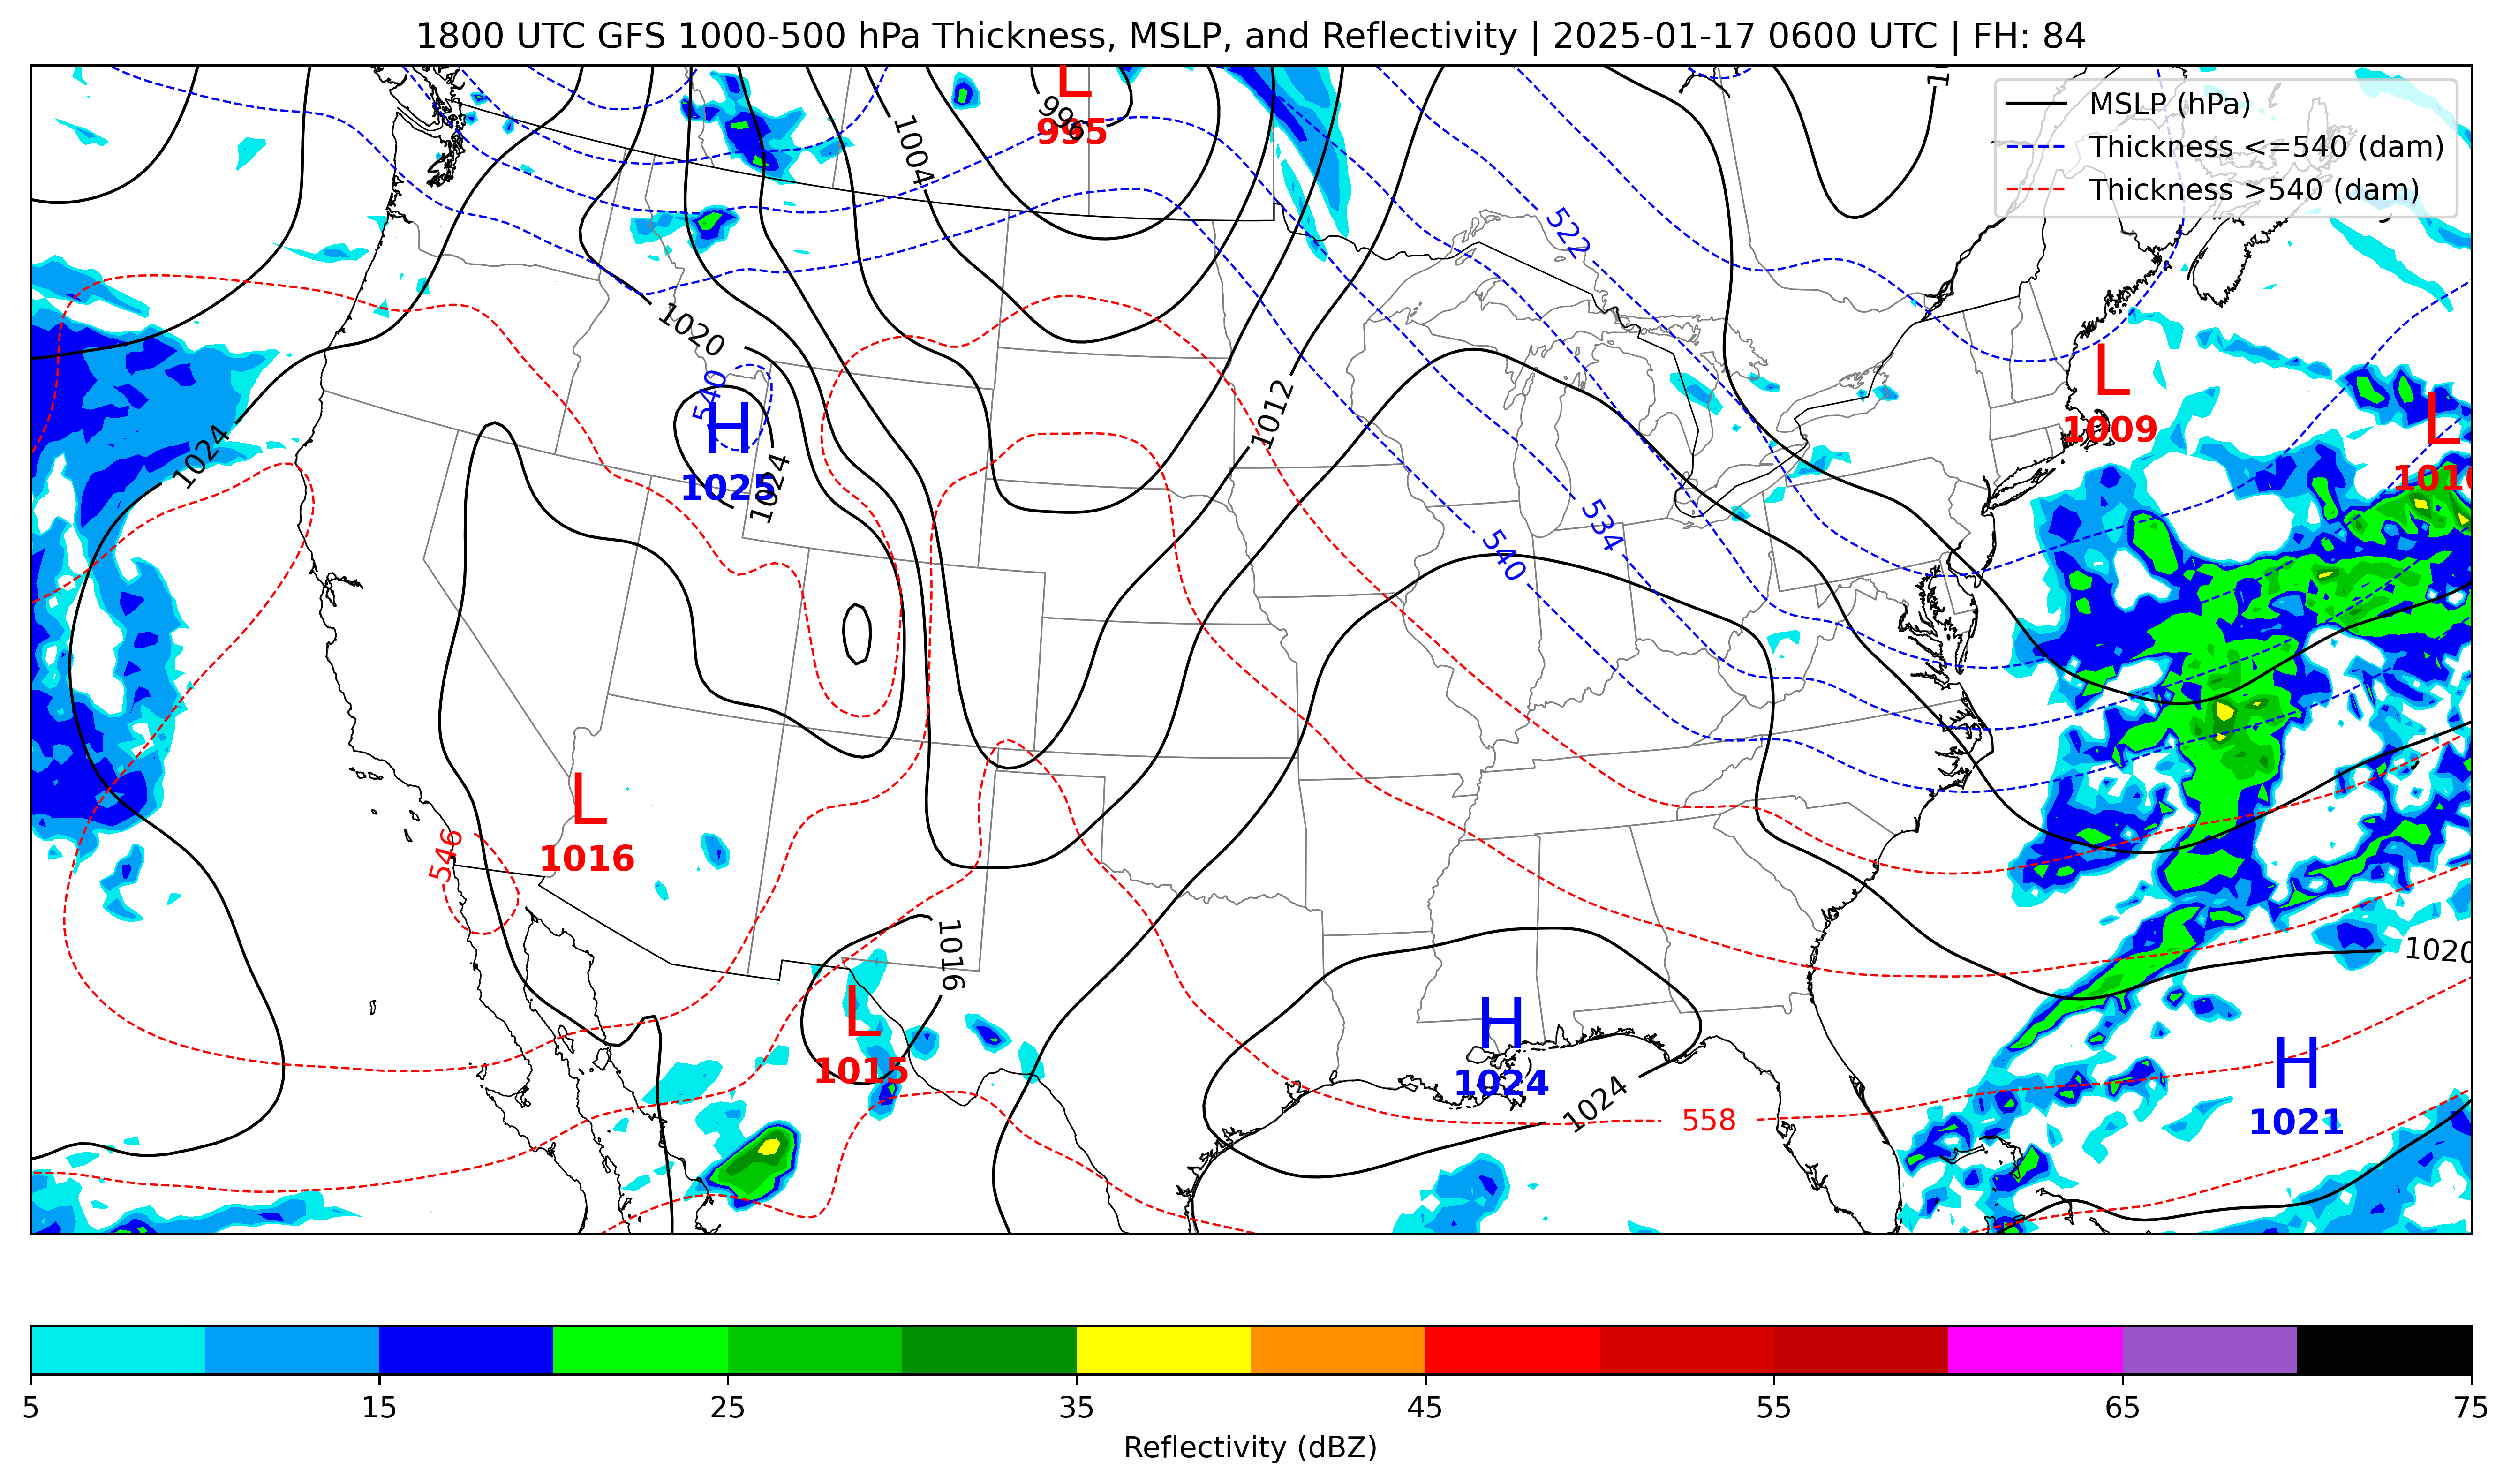 1800 UTC GFS 1000-500 hPa Thickness, MSLP, and Reflectivity | 2025-01-17 0600 UTC | FH: 84
MSLP (hPa)
Thickness <=540 (dam)
Thickness >540 (dam)
L
996
995
1004
522
1020
L
1009
L
540
H
1025
1024
1024
1012
534
540
L
1016
546
1016
1020
L
1015
H
1024
1024
558
H
1021
5
15
25
35
45
55
65
75
Reflectivity (dBZ)